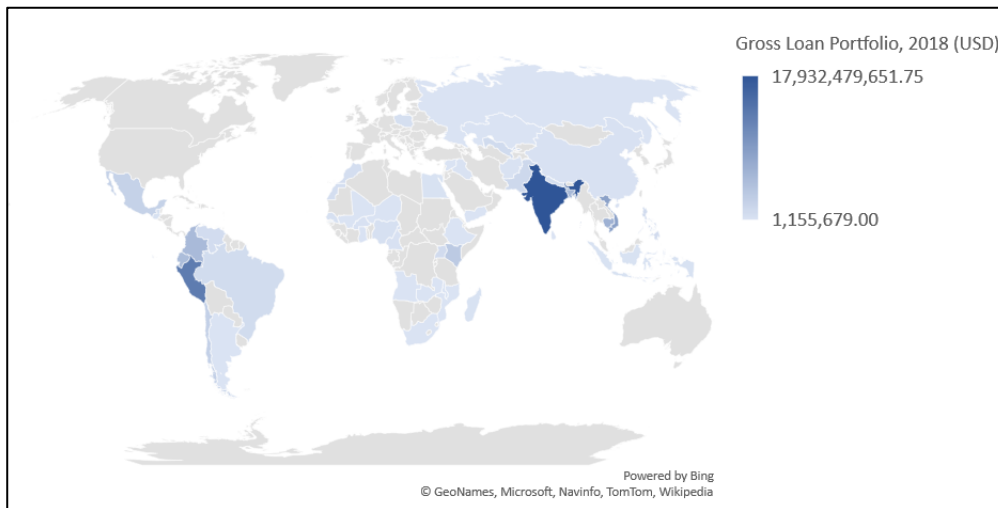 Gross Loan Portfolio, 2018 (USD)
17,932,479,651.75
1,155,679.00
Powered by Bing
© GeoNames, Microsoft, Navinfo, TomTom, Wikipedia